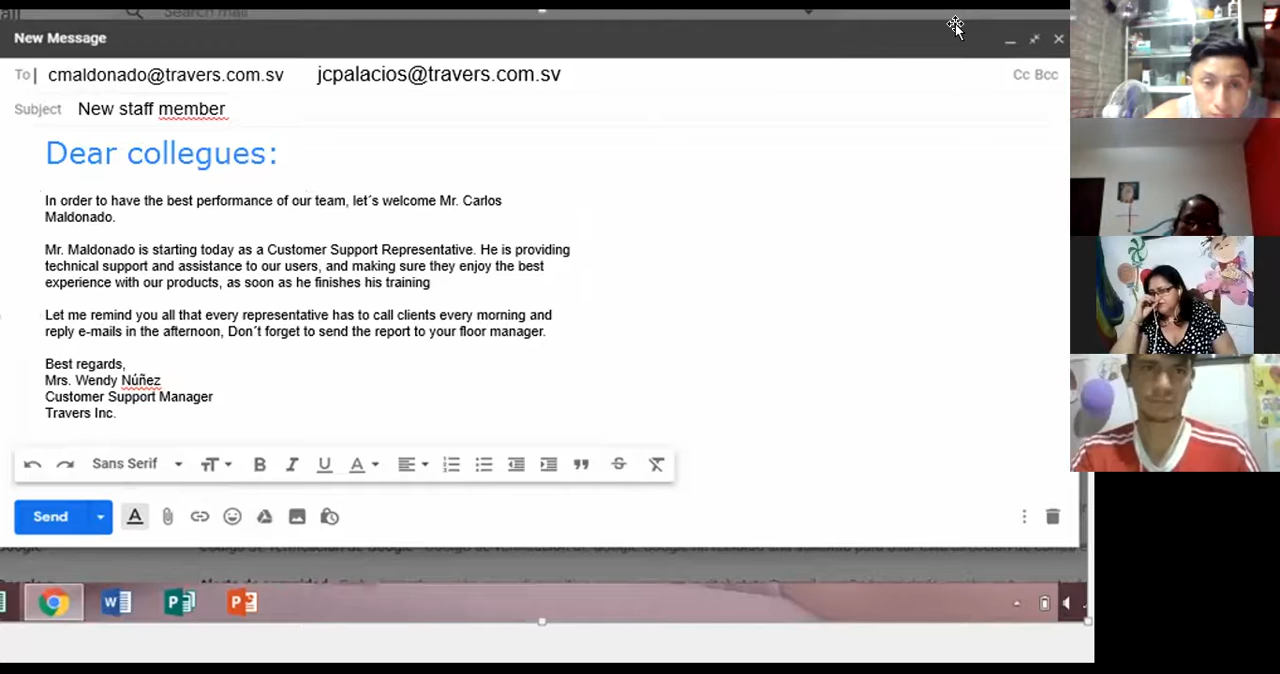 Search mail
New Message
To cmaldonado@travers.com.sv jcpalacios@travers.com.sv Cc Bcc
Subject New staff member
Dear collegues:
In order to have the best performance of our team, let´s welcome Mr. Carlos
Maldonado.
Mr. Maldonado is starting today as a Customer Support Representative. He is providing
technical support and assistance to our users, and making sure they enjoy the best
experience with our products, as soon as he finishes his training
Let me remind you all that every representative has to call clients every morning and
reply e-mails in the afternoon, Don´t forget to send the report to your floor manager.
Best regards,
Mrs. Wendy Núñez
Customer Support Manager
Travers Inc.
Sans Serif
Send